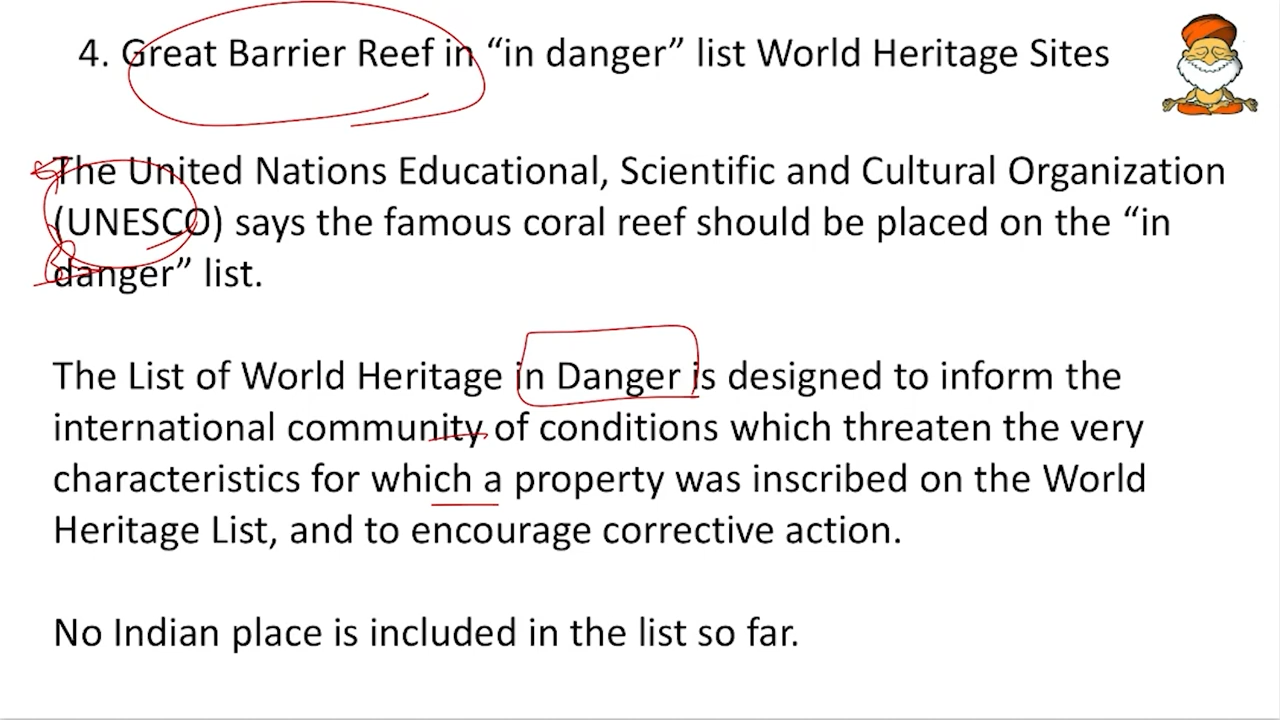 4. Great Barrier Reef in “in danger” list World Heritage Sites
The United Nations Educational, Scientific and Cultural Organization
(UNESCO) says the famous coral reef should be placed on the “in
danger” list.
The List of World Heritage in Danger is designed to inform the
international community of conditions which threaten the very
characteristics for which a property was inscribed on the World
Heritage List, and to encourage corrective action.
No Indian place is included in the list so far.